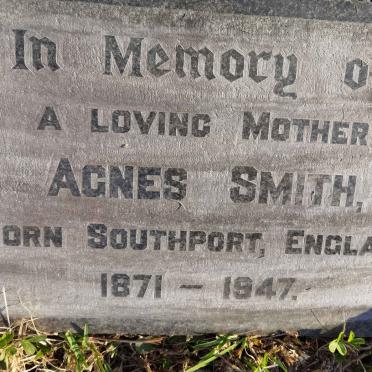 In Memory o
A LOVING MOTHER
AGNES SMITH,
ORN SOUTHPORT, ENGLA
1871 – 1947.